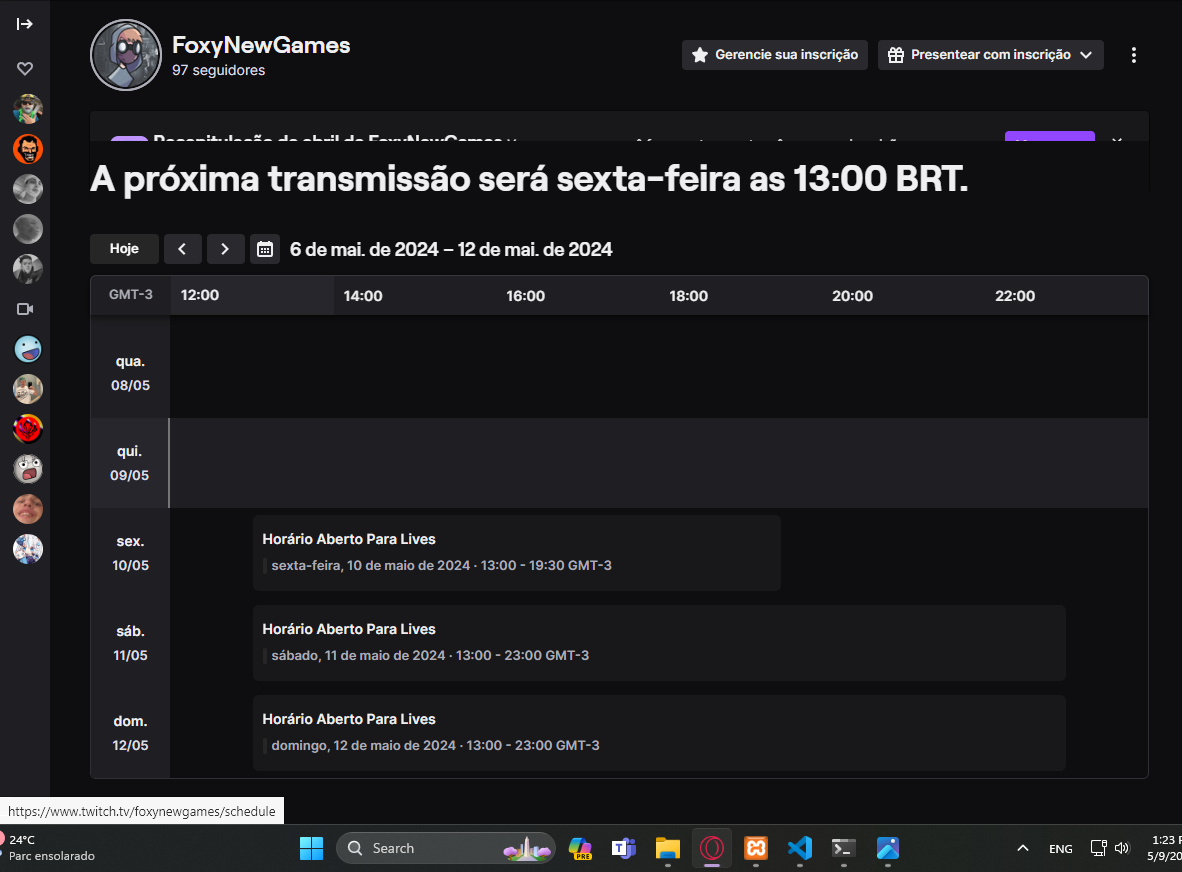 FoxyNewGames
97 seguidores
Gerencie sua inscrição
Presentear com inscrição
Recapitulação de abril de FoxyNewGames
A próxima transmissão será sexta-feira as 13:00 BRT.
Hoje
6 de mai. de 2024 – 12 de mai. de 2024
GMT-3 12:00 14:00 16:00 18:00 20:00 22:00
qua.
08/05
qui.
09/05
sex.
10/05
Horário Aberto Para Lives
sexta-feira, 10 de maio de 2024 · 13:00 - 19:30 GMT-3
sáb.
11/05
Horário Aberto Para Lives
sábado, 11 de maio de 2024 · 13:00 - 23:00 GMT-3
dom.
12/05
Horário Aberto Para Lives
domingo, 12 de maio de 2024 · 13:00 - 23:00 GMT-3
https://www.twitch.tv/foxynewgames/schedule
24°C
Parc ensolarado
Search
PRE
ENG
1:23
5/9/20